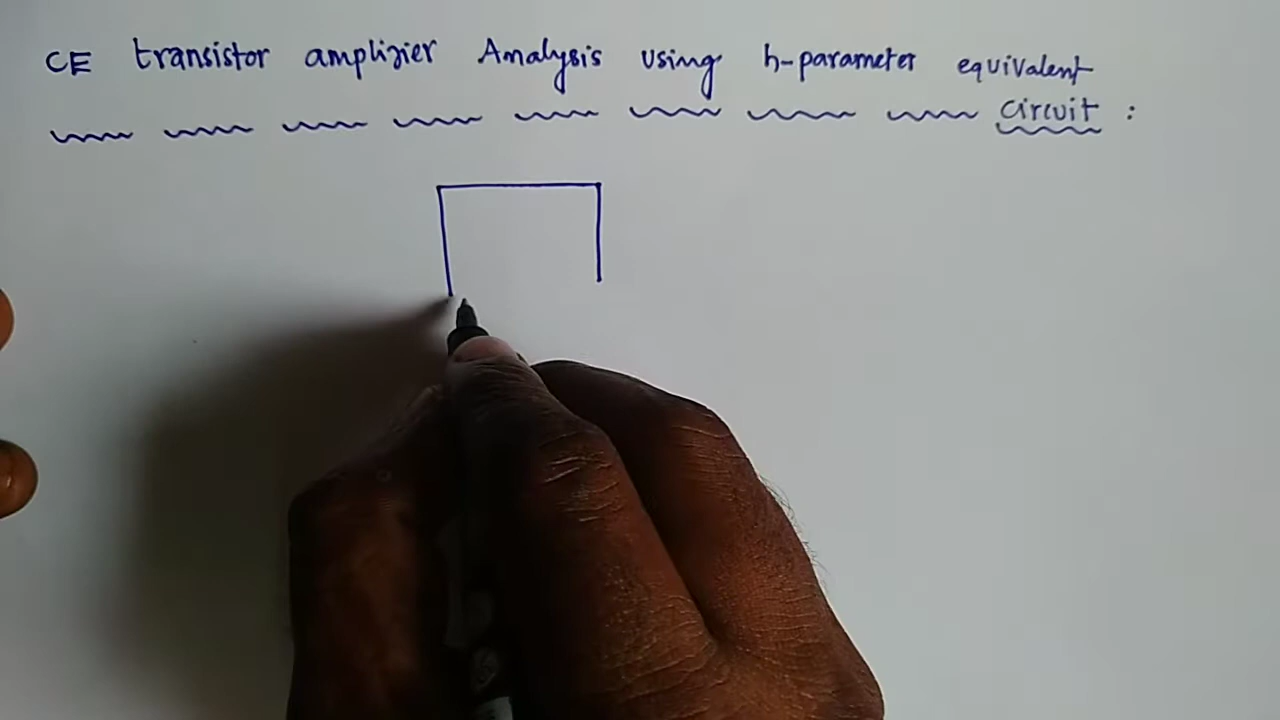 CE transistor amplifier Analysis using h-parameter equivalent
circuit :